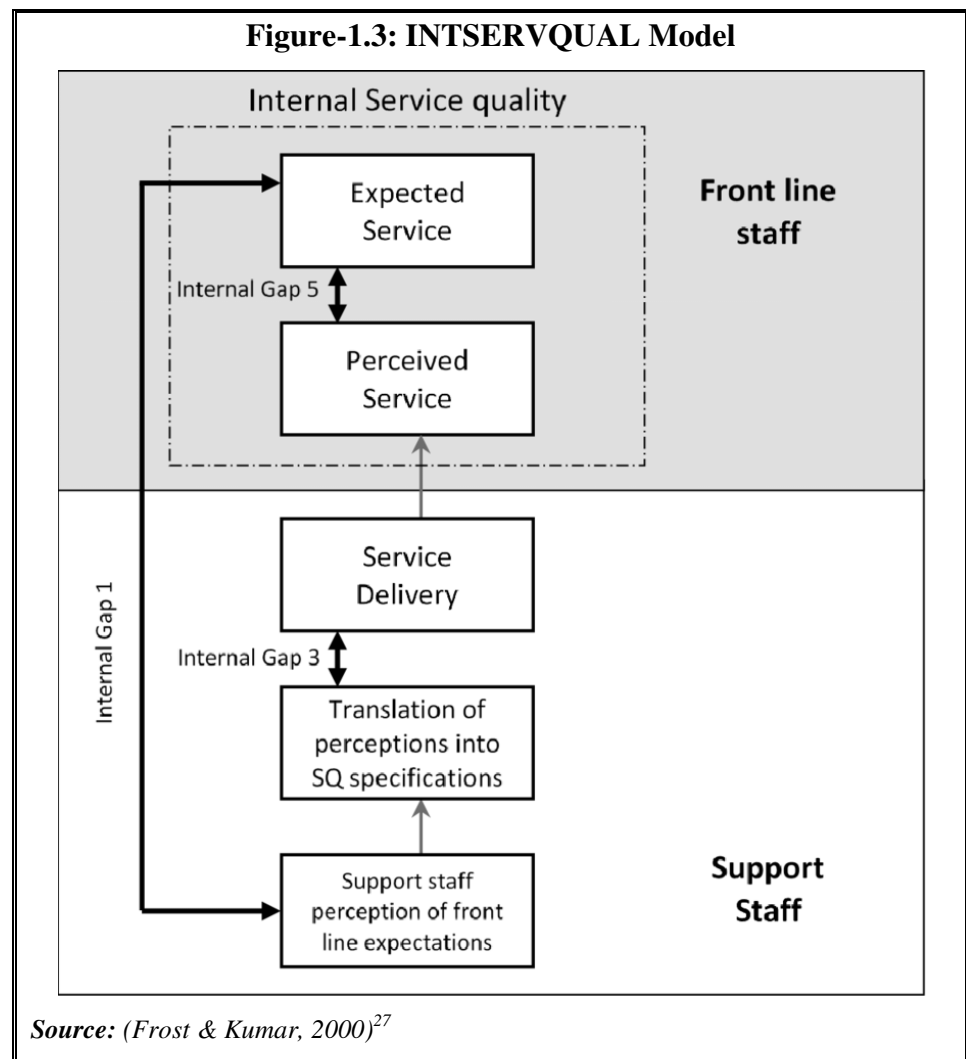 Figure-1.3: INTSERVQUAL Model
Internal Service quality
Expected
Service
Front line
staff
Internal Gap 5
Perceived
Service
Service
Delivery
Internal Gap 1
Internal Gap 3
Translation of
perceptions into
SQ specifications
Support staff
perception of front
line expectations
Support
Staff
Source: (Frost & Kumar, 2000)27